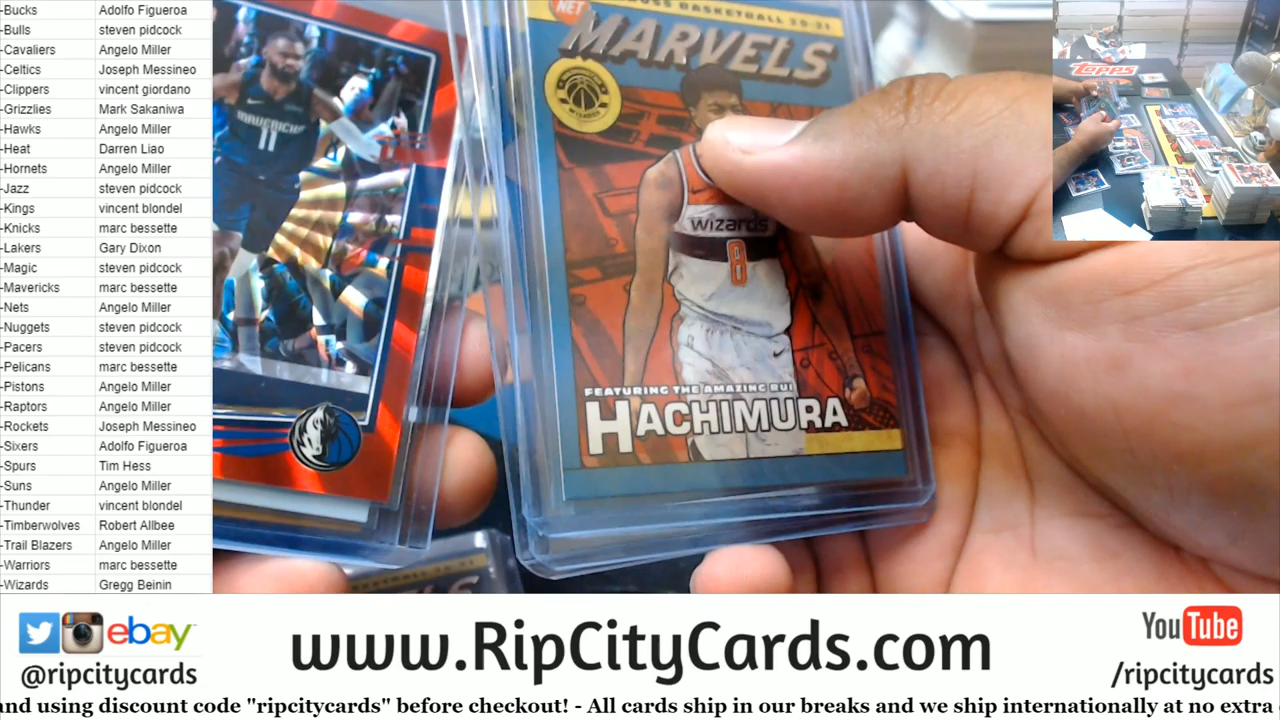 -Bucks Adolfo Figueroa
-Bulls steven pidcock
-Cavaliers Angelo Miller
-Celtics Joseph Messineo
-Clippers vincent giordano
-Grizzlies Mark Sakaniwa
-Hawks Angelo Miller
-Heat Darren Liao
-Hornets Angelo Miller
-Jazz steven pidcock
-Kings vincent blondel
-Knicks marc bessette
-Lakers Gary Dixon
-Magic steven pidcock
-Mavericks marc bessette
-Nets Angelo Miller
-Nuggets steven pidcock
-Pacers steven pidcock
-Pelicans marc bessette
-Pistons Angelo Miller
-Raptors Angelo Miller
-Rockets Joseph Messineo
-Sixers Adolfo Figueroa
-Spurs Tim Hess
-Suns Angelo Miller
-Thunder vincent blondel
-Timberwolves Robert Allbee
-Trail Blazers Angelo Miller
-Warriors marc bessette
-Wizards Gregg Beinin
MAVERICKS
11
NET
BASKETBALL 20-21
MARVELS
wizards
8
FEATURING THE AMAZING RUI
HACHIMURA
Topps
ebay
@ripcitycards
www.RipCityCards.com
YouTube
/ripcitycards
and using discount code "ripcitycards" before checkout! - All cards ship in our breaks and we ship internationally at no extra